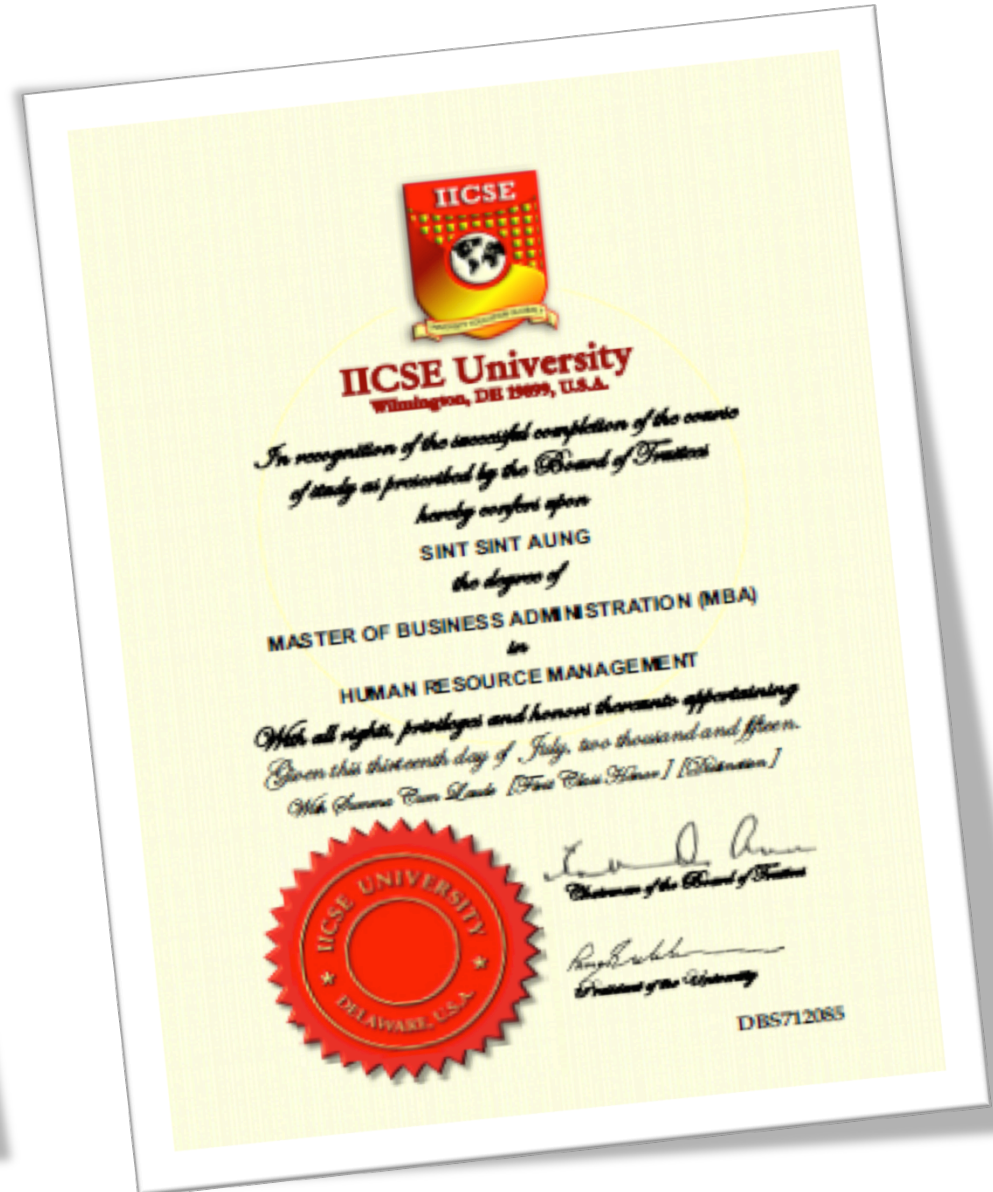 IICSE
IICSE University
Wilmington, DE 19899, U.S.A.
In recognition of the successful completion of the course
of study as prescribed by the Board of Trustees
hereby confers upon
SINT SINT AUNG
the degree of
MASTER OF BUSINESS ADMINISTRATION (MBA)
in
HUMAN RESOURCE MANAGEMENT
With all rights, privileges and honors thereunto appertaining
Given this thirteenth day of July, two thousand and fifteen.
With Summa Cum Laude [First Class Honor] [Distinction]
IICSE UNIVERSITY
DELAWARE, U.S.A.
Chairman of the Board of Trustees
President of the University
DBS712085